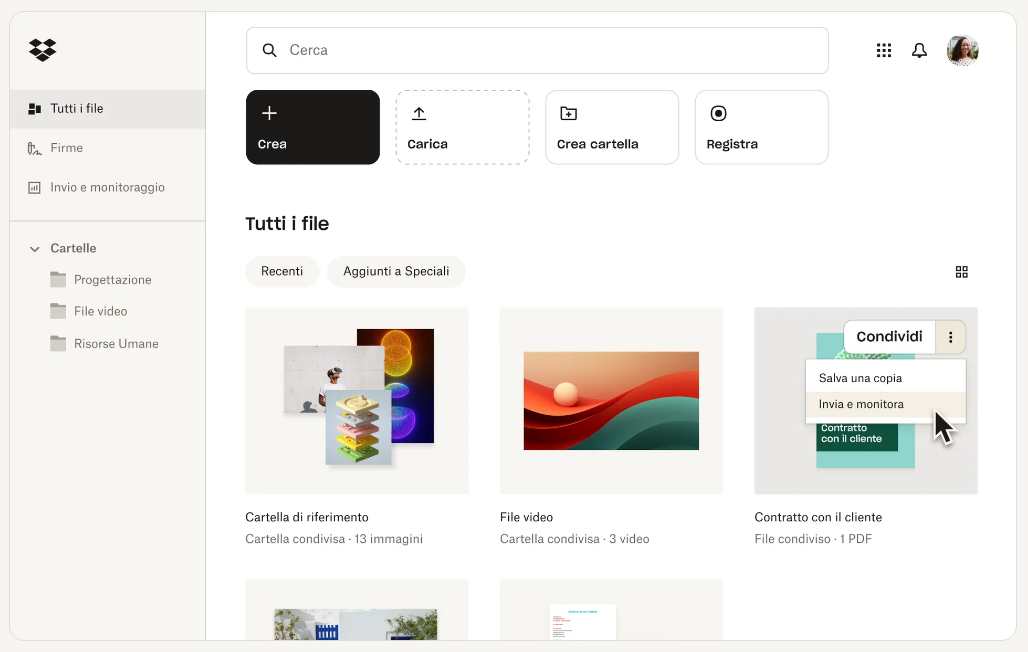 Cerca
Crea
Carica
Crea cartella
Registra
Tutti i file
Firme
Invio e monitoraggio
Cartelle
Progettazione
File video
Risorse Umane
Tutti i file
Recenti
Aggiunti a Speciali
Condividi
Salva una copia
Invia e monitora
Contratto
con il cliente
Cartella di riferimento
Cartella condivisa · 13 immagini
File video
Cartella condivisa · 3 video
Contratto con il cliente
File condiviso · 1 PDF